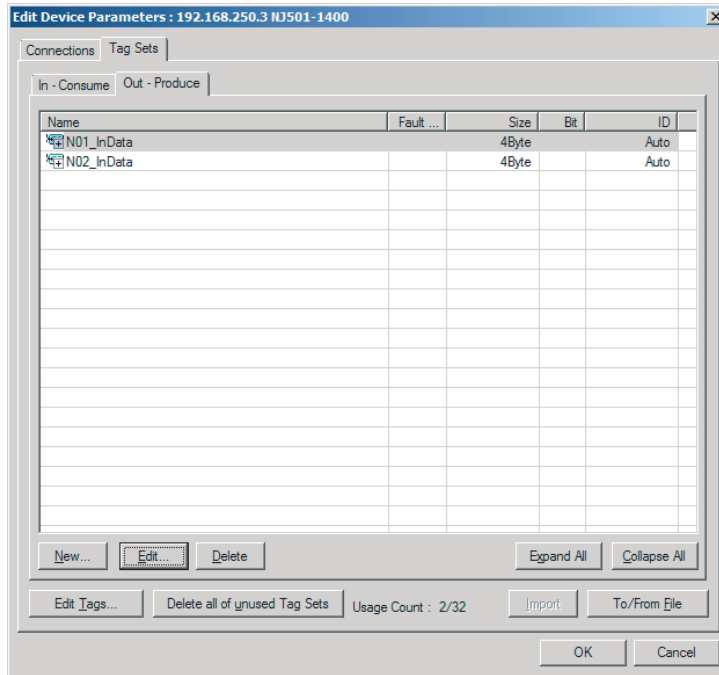 Edit Device Parameters : 192.168.250.3 NJ501-1400
Connections Tag Sets
In - Consume Out - Produce
Name Fault ... Size Bit ID
N01_InData 4Byte Auto
N02_InData 4Byte Auto
New... Edit... Delete Expand All Collapse All
Edit Tags... Delete all of unused Tag Sets Usage Count : 2/32 Import To/From File
OK Cancel